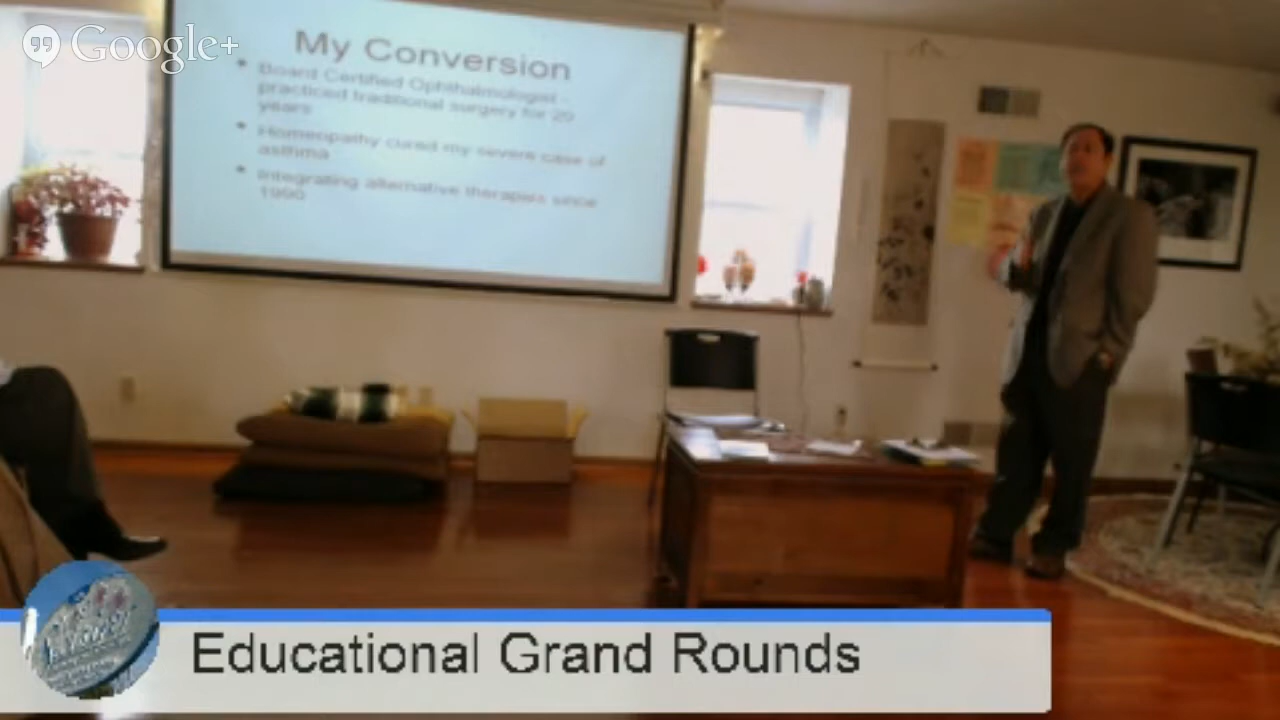 Google+
My Conversion
• Board Certified Ophthalmologist -
practiced traditional surgery for 20
years
• Homeopathy cured my severe case of
asthma
• Integrating alternative therapies since
1990
Educational Grand Rounds